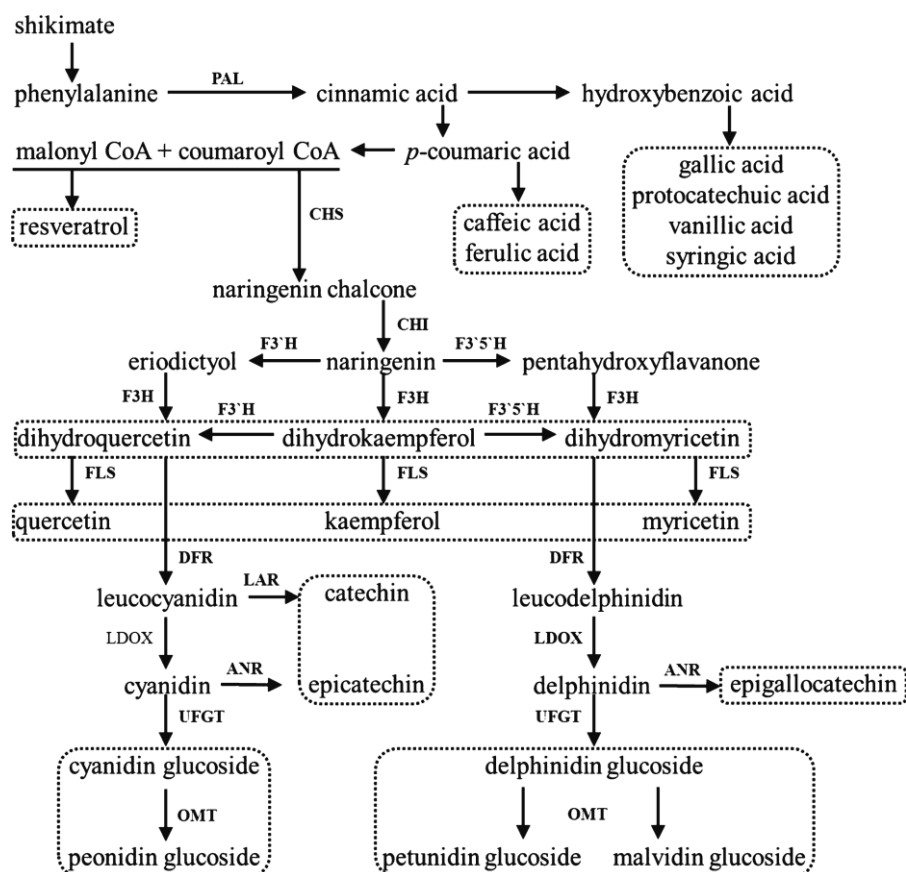 shikimate
PAL
phenylalanine cinnamic acid hydroxybenzoic acid
malonyl CoA + coumaroyl CoA p-coumaric acid
gallic acid
protocatechuic acid
vanillic acid
syringic acid
resveratrol
CHS
caffeic acid
ferulic acid
naringenin chalcone
CHI
F3`H F3`5`H
eriodictyol naringenin pentahydroxyflavanone
F3H F3H F3H
F3`H F3`5`H
dihydroquercetin dihydrokaempferol dihydromyricetin
FLS FLS FLS
quercetin kaempferol myricetin
DFR DFR
LAR
leucocyanidin catechin leucodelphinidin
LDOX LDOX
ANR ANR
cyanidin epicatechin delphinidin epigallocatechin
UFGT UFGT
cyanidin glucoside delphinidin glucoside
OMT OMT
peonidin glucoside petunidin glucoside malvidin glucoside